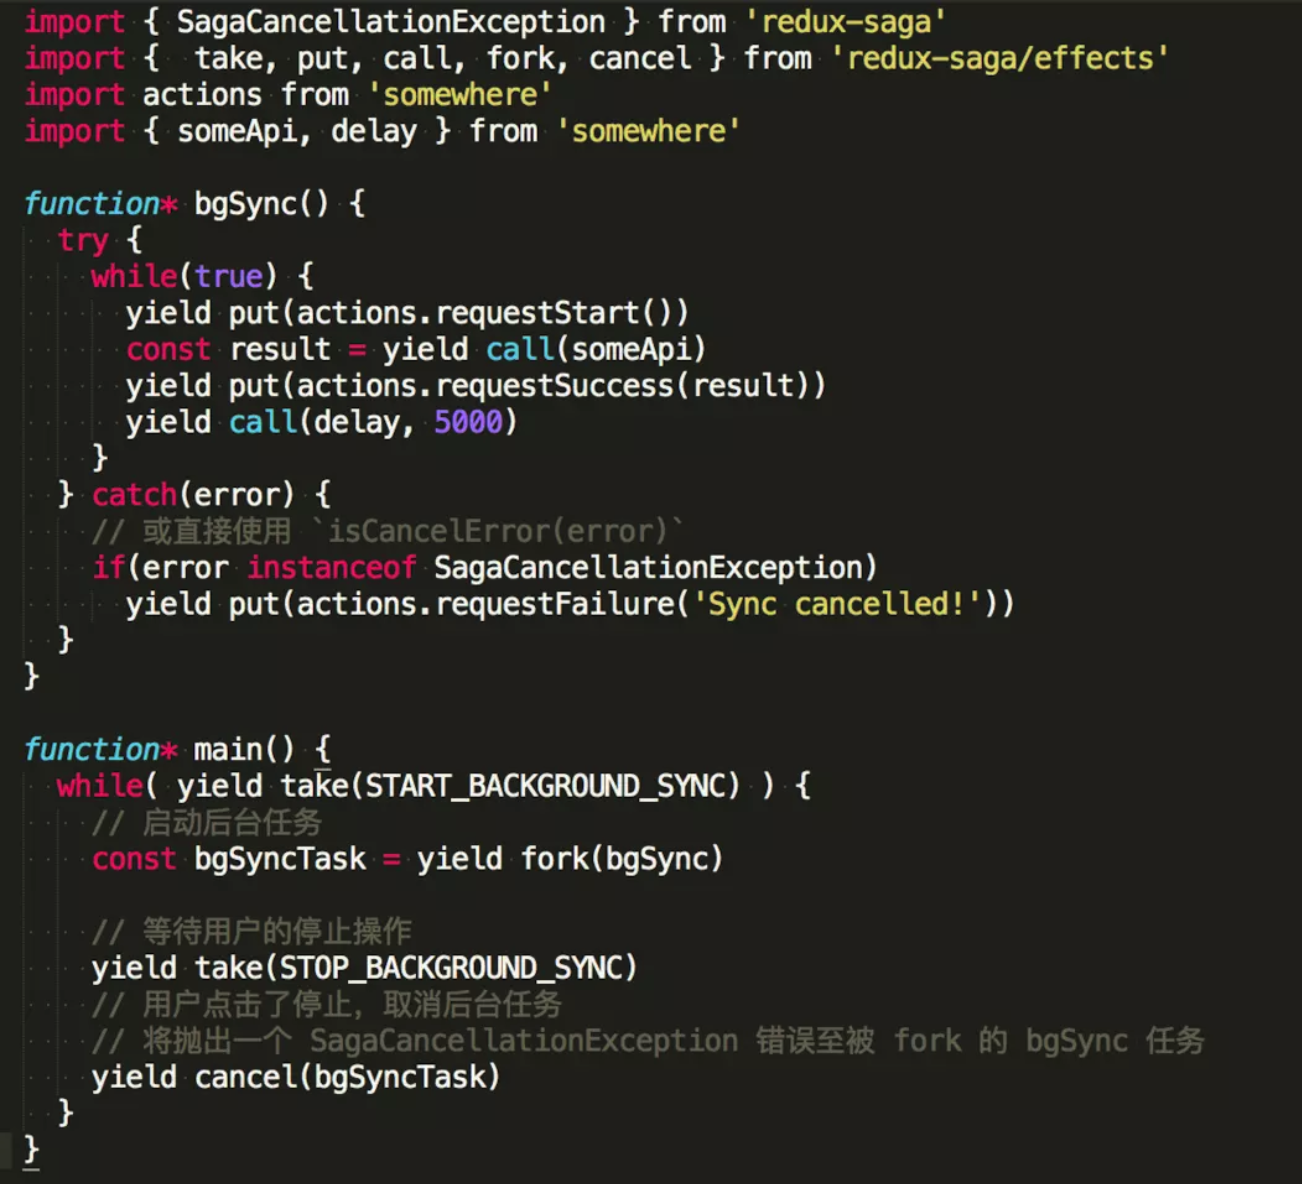 import { SagaCancellationException } from 'redux-saga'
import {  take, put, call, fork, cancel } from 'redux-saga/effects'
import actions from 'somewhere'
import { someApi, delay } from 'somewhere'

function* bgSync() {
  try {
    while(true) {
      yield put(actions.requestStart())
      const result = yield call(someApi)
      yield put(actions.requestSuccess(result))
      yield call(delay, 5000)
    }
  } catch(error) {
    // 或直接使用 `isCancelError(error)`
    if(error instanceof SagaCancellationException)
      yield put(actions.requestFailure('Sync cancelled!'))
  }
}

function* main() {
  while( yield take(START_BACKGROUND_SYNC) ) {
    // 启动后台任务
    const bgSyncTask = yield fork(bgSync)

    // 等待用户的停止操作
    yield take(STOP_BACKGROUND_SYNC)
    // 用户点击了停止，取消后台任务
    // 将抛出一个 SagaCancellationException 错误至被 fork 的 bgSync 任务
    yield cancel(bgSyncTask)
  }
}